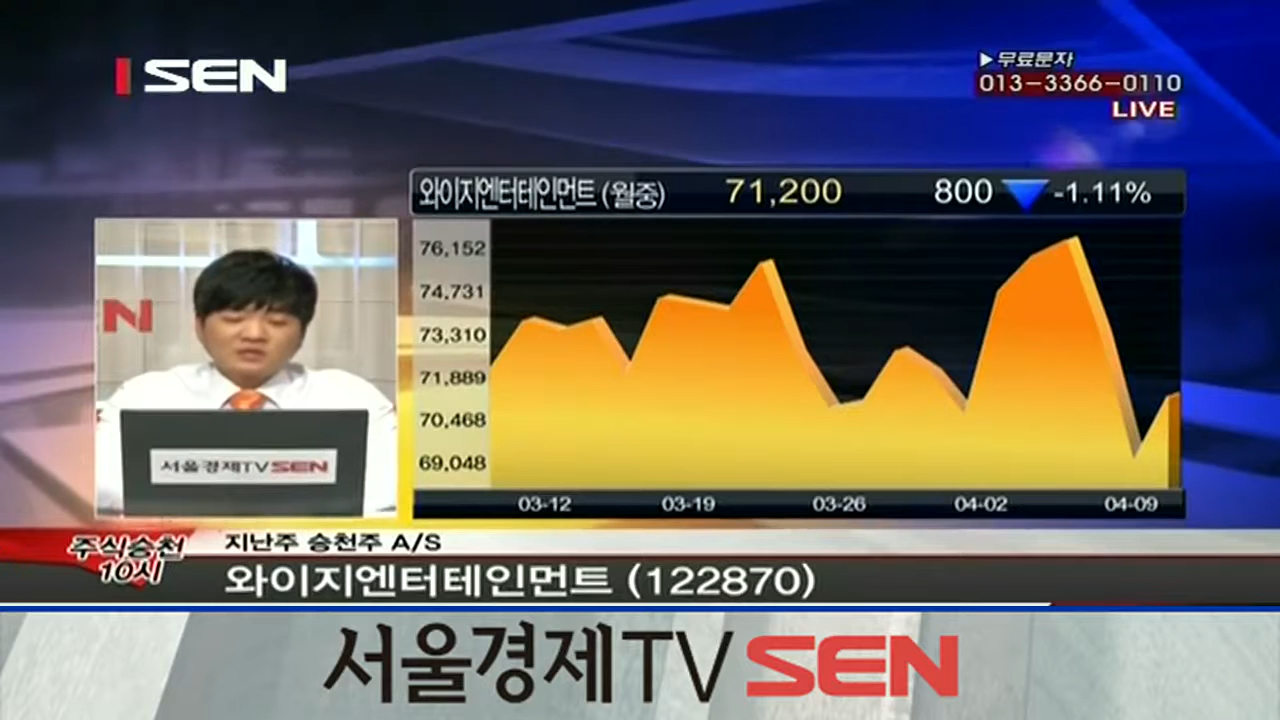 SEN
▶무료문자
013-3366-0110
LIVE
와이지엔터테인먼트 (월중) 71,200 800 ▼ -1.11%
76,152
74,731
73,310
71,889
70,468
69,048
03-12 03-19 03-26 04-02 04-09
N
서울경제TV SEN
주식승천
10시
지난주 승천주 A/S
와이지엔터테인먼트 (122870)
서울경제TV SEN